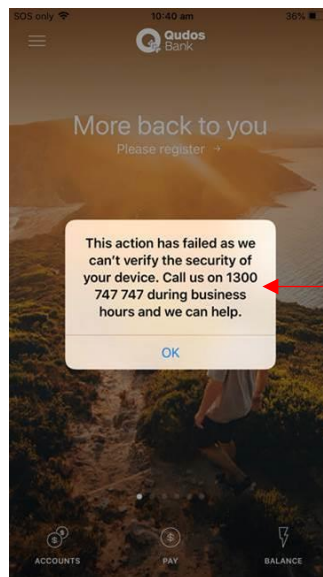 SOS only 10:40 am 36%
Qudos
Bank
More back to you
Please register →
This action has failed as we
can't verify the security of
your device. Call us on 1300
747 747 during business
hours and we can help.
OK
ACCOUNTS PAY BALANCE